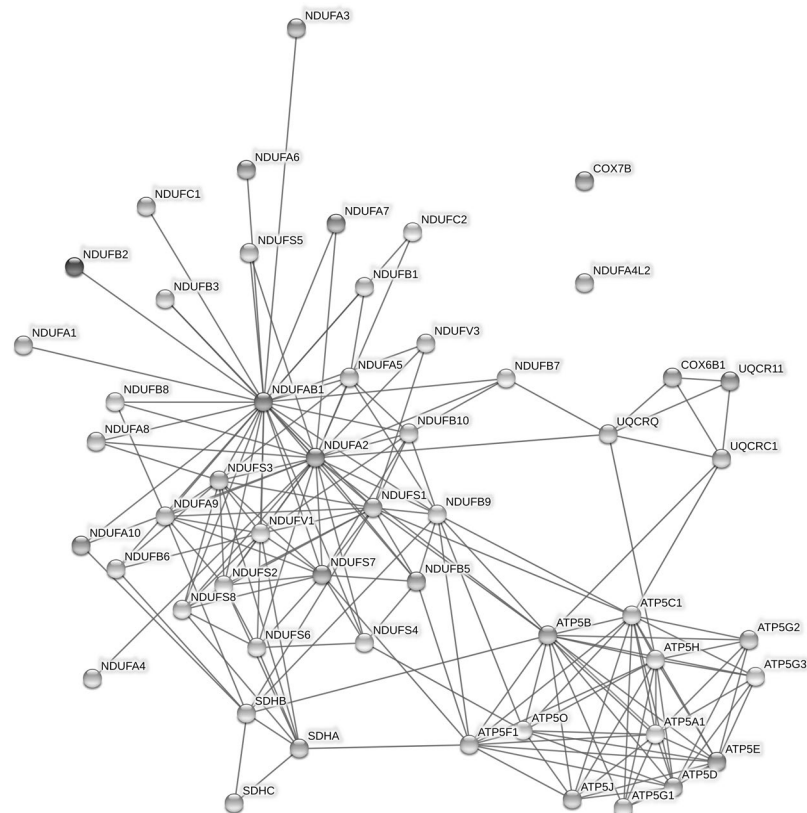 NDUFA3
NDUFA6
COX7B
NDUFC1
NDUFA7
NDUFC2
NDUFS5
NDUFB2
NDUFB1
NDUFA4L2
NDUFB3
NDUFA1
NDUFV3
NDUFA5
NDUFB7
COX6B1
UQCR11
NDUFB8
NDUFAB1
NDUFB10
UQCRQ
NDUFA8
NDUFA2
UQCRC1
NDUFS3
NDUFA9
NDUFS1
NDUFB9
NDUFV1
NDUFA10
NDUFB6
NDUFS2
NDUFS7
NDUFB5
NDUFS8
ATP5C1
ATP5B
ATP5G2
NDUFS6
NDUFS4
ATP5H
NDUFA4
ATP5G3
SDHB
ATP5O
ATP5A1
SDHA
ATP5F1
ATP5E
ATP5D
SDHC
ATP5J
ATP5G1